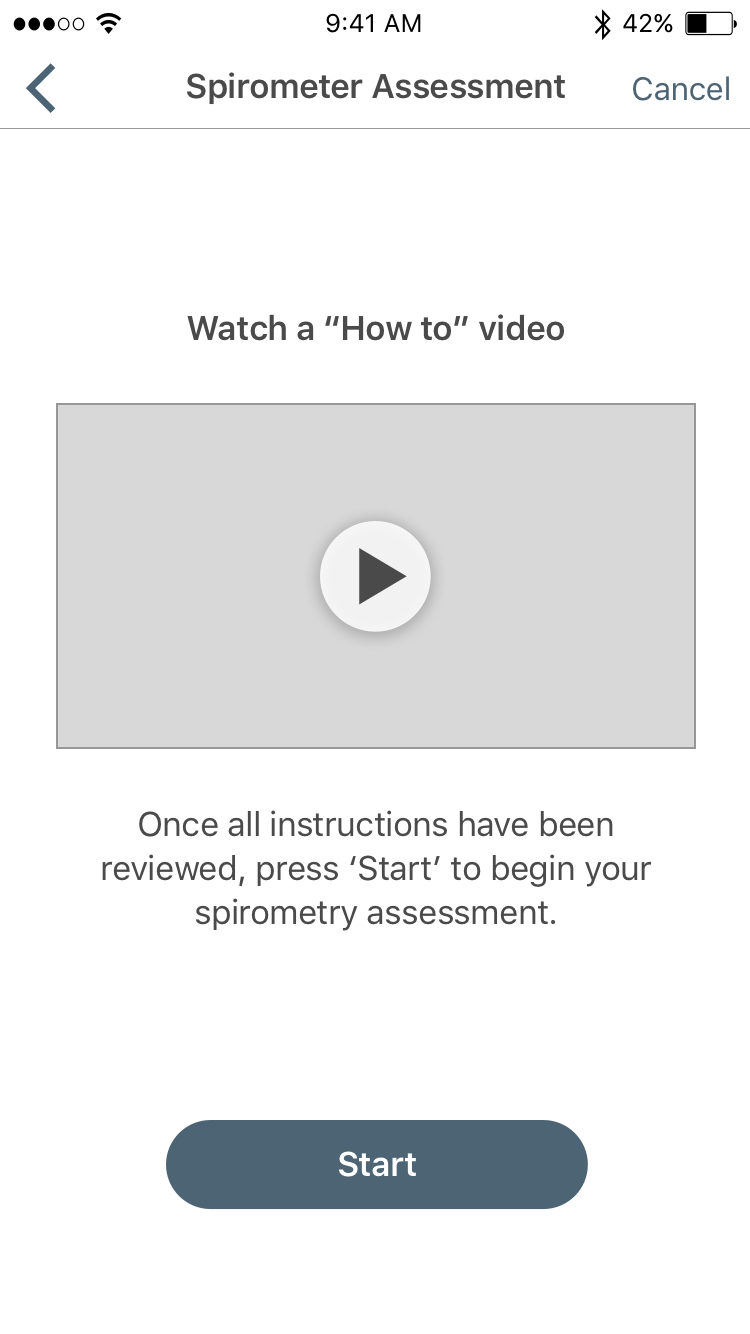 9:41 AM 42%
Spirometer Assessment Cancel
Watch a “How to” video
Once all instructions have been
reviewed, press ‘Start’ to begin your
spirometry assessment.
Start